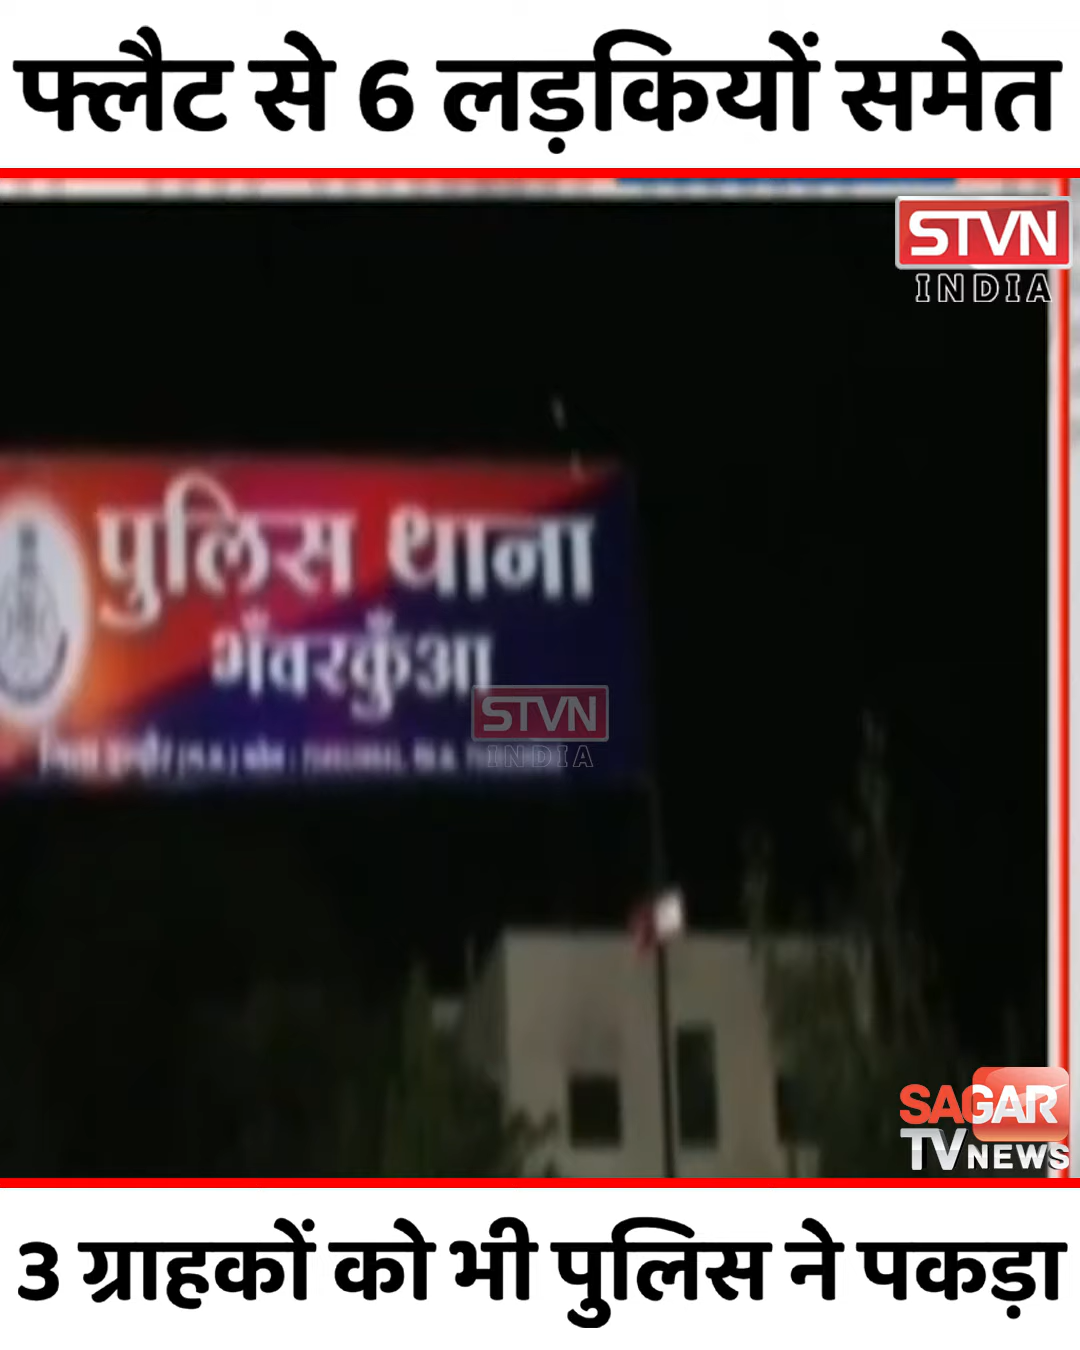 फ्लैट से 6 लड़कियों समेत
STVN
INDIA
पुलिस थाना
भँवरकुँआ
STVN
INDIA
SAGAR
TV NEWS
3 ग्राहकों को भी पुलिस ने पकड़ा